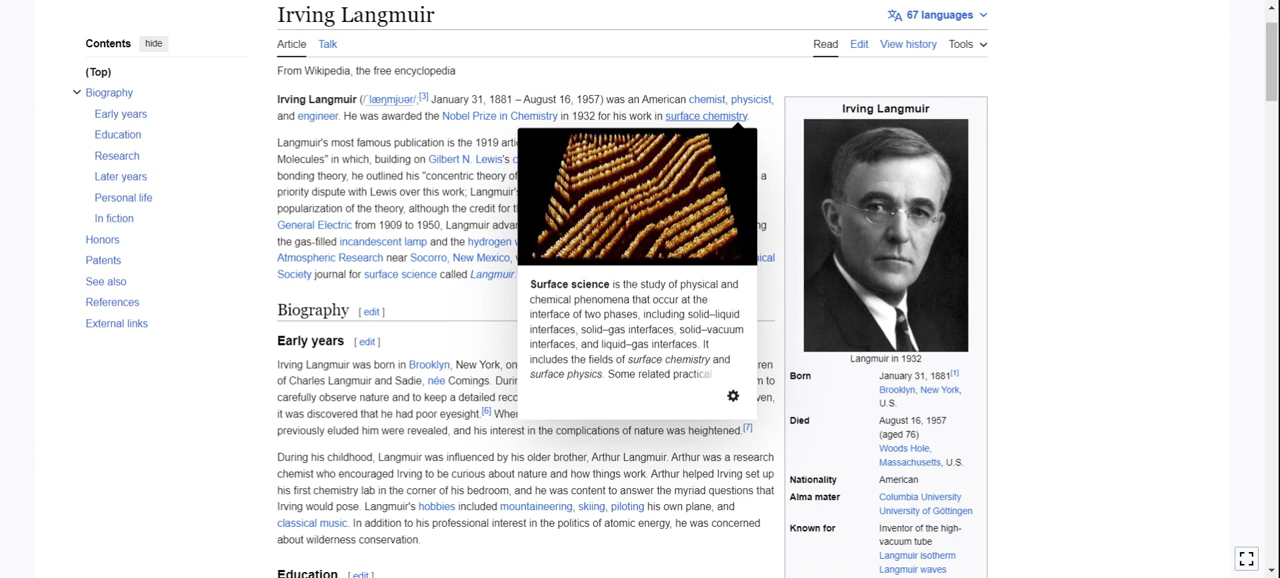 Irving Langmuir
67 languages
Contents hide
Article Talk
Read Edit View history Tools
(Top)
Biography
Early years
Education
Research
Later years
Personal life
In fiction
Honors
Patents
See also
References
External links
From Wikipedia, the free encyclopedia
Irving Langmuir (/ˈlæŋmjʊər/;[3] January 31, 1881 – August 16, 1957) was an American chemist, physicist,
and engineer. He was awarded the Nobel Prize in Chemistry in 1932 for his work in surface chemistry.
Langmuir's most famous publication is the 1919
Molecules" in which, building on Gilbert N. Lewis's
bonding theory, he outlined his "concentric theory of a
priority dispute with Lewis over this work; Langmuir's
popularization of the theory, although the credit for
General Electric from 1909 to 1950, Langmuir
the gas-filled incandescent lamp and the hydrogen
Atmospheric Research near Socorro, New Mexico,
Society journal for surface science called Langmuir.
Surface science is the study of physical and
chemical phenomena that occur at the
interface of two phases, including solid–liquid
interfaces, solid–gas interfaces, solid–vacuum
interfaces, and liquid–gas interfaces. It
includes the fields of surface chemistry and
surface physics. Some related practical
Biography [ edit ]
Early years [ edit ]
Irving Langmuir was born in Brooklyn, New York,
of Charles Langmuir and Sadie, née Comings. to
carefully observe nature and to keep a detailed
it was discovered that he had poor eyesight.[6]
previously eluded him were revealed, and his interest in the complications of nature was heightened.[7]
During his childhood, Langmuir was influenced by his older brother, Arthur Langmuir. Arthur was a research
chemist who encouraged Irving to be curious about nature and how things work. Arthur helped Irving set up
his first chemistry lab in the corner of his bedroom, and he was content to answer the myriad questions that
Irving would pose. Langmuir's hobbies included mountaineering, skiing, piloting his own plane, and
classical music. In addition to his professional interest in the politics of atomic energy, he was concerned
about wilderness conservation.
Education [ edit ]
Irving Langmuir
Langmuir in 1932
Born January 31, 1881[1]
Brooklyn, New York,
U.S.
Died August 16, 1957
(aged 76)
Woods Hole,
Massachusetts, U.S.
Nationality American
Alma mater Columbia University
University of Göttingen
Known for Inventor of the high-
vacuum tube
Langmuir isotherm
Langmuir waves